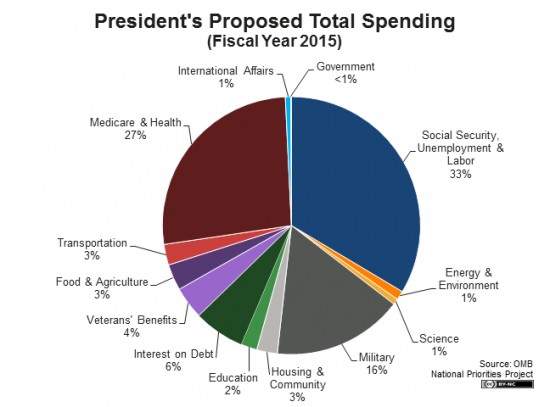 President's Proposed Total Spending
(Fiscal Year 2015)
International Affairs
1%
Government
<1%
Medicare & Health
27%
Social Security,
Unemployment &
Labor
33%
Transportation
3%
Food & Agriculture
3%
Energy &
Environment
1%
Veterans' Benefits
4%
Science
1%
Interest on Debt
6%
Military
16%
Education
2%
Housing &
Community
3%
Source: OMB
National Priorities Project
cc BY-NC